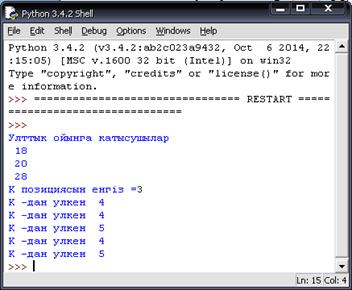 Python 3.4.2 Shell
File Edit Shell Debug Options Windows Help
Python 3.4.2 (v3.4.2:ab2c023a9432, Oct  6 2014, 22
:15:05) [MSC v.1600 32 bit (Intel)] on win32
Type "copyright", "credits" or "license()" for mor
e information.
>>> ================================ RESTART =====
===========================
>>>
Улттык ойынга катысушылар
18
20
28
К позициясын енгiз =3
К -дан улкен  4
К -дан улкен  4
К -дан улкен  5
К -дан улкен  4
К -дан улкен  5
>>>
Ln: 15 Col: 4